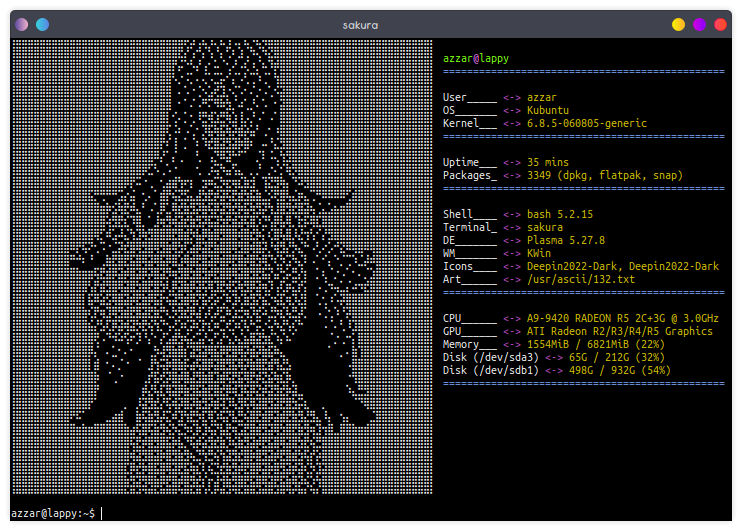 sakura
azzar@lappy
===============================================
User_____ <-> azzar
OS_______ <-> Kubuntu
Kernel___ <-> 6.8.5-060805-generic
===============================================
Uptime___ <-> 35 mins
Packages_ <-> 3349 (dpkg, flatpak, snap)
===============================================
Shell____ <-> bash 5.2.15
Terminal_ <-> sakura
DE_______ <-> Plasma 5.27.8
WM_______ <-> KWin
Icons____ <-> Deepin2022-Dark, Deepin2022-Dark
Art______ <-> /usr/ascii/132.txt
===============================================
CPU______ <-> A9-9420 RADEON R5 2C+3G @ 3.0GHz
GPU______ <-> ATI Radeon R2/R3/R4/R5 Graphics
Memory___ <-> 1554MiB / 6821MiB (22%)
Disk (/dev/sda3) <-> 65G / 212G (32%)
Disk (/dev/sdb1) <-> 498G / 932G (54%)
===============================================
azzar@lappy:~$